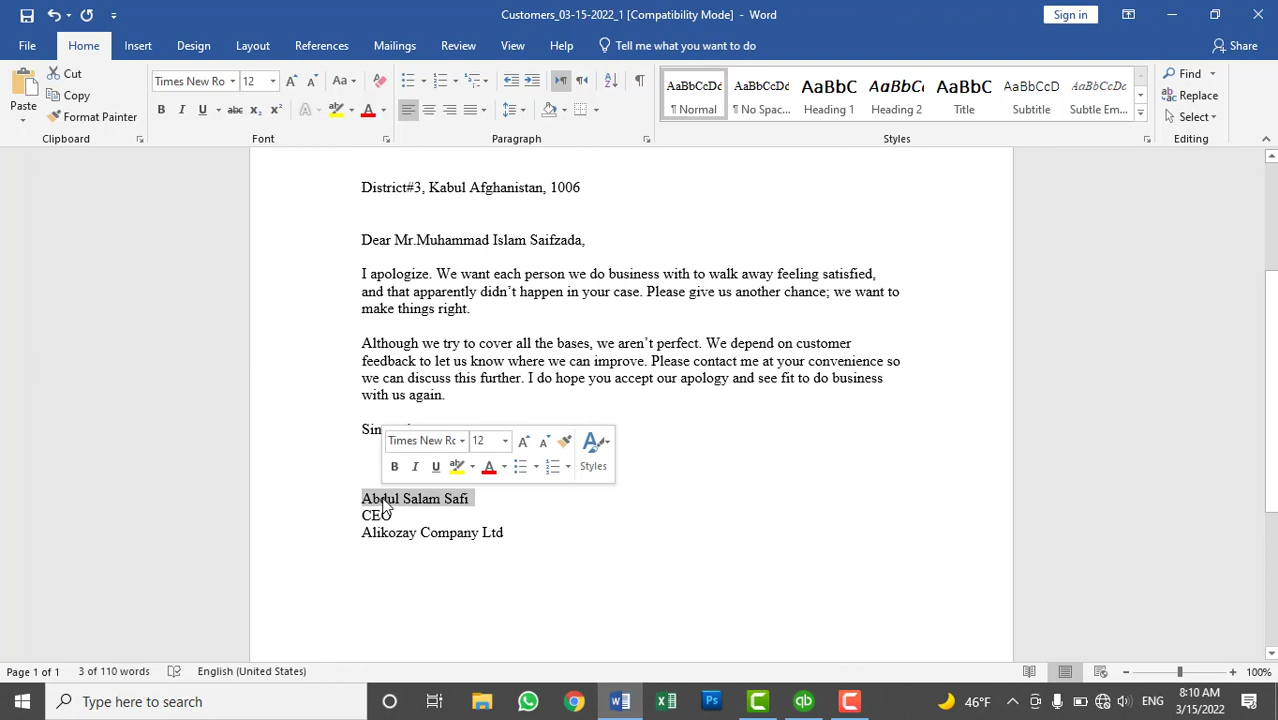 Customers_03-15-2022_1 [Compatibility Mode] - Word
Sign in
File Home Insert Design Layout References Mailings Review View Help Tell me what you want to do Share
Paste
Cut
Copy
Format Painter
Clipboard
Times New Ro 12
Font
Paragraph
AaBbCcDd AaBbCcDd AaBbC AaBbCc AaBbC AaBbCcD AaBbCcDd
¶ Normal ¶ No Spac... Heading 1 Heading 2 Title Subtitle Subtle Em...
Styles
Find
Replace
Select
Editing
District#3, Kabul Afghanistan, 1006
Dear Mr.Muhammad Islam Saifzada,
I apologize. We want each person we do business with to walk away feeling satisfied,
and that apparently didn’t happen in your case. Please give us another chance; we want to
make things right.
Although we try to cover all the bases, we aren’t perfect. We depend on customer
feedback to let us know where we can improve. Please contact me at your convenience so
we can discuss this further. I do hope you accept our apology and see fit to do business
with us again.
Times New Rc 12
Styles
Abdul Salam Safi
CEO
Alikozay Company Ltd
Page 1 of 1 3 of 110 words English (United States) 100%
Type here to search 46°F ENG
8:10 AM
3/15/2022